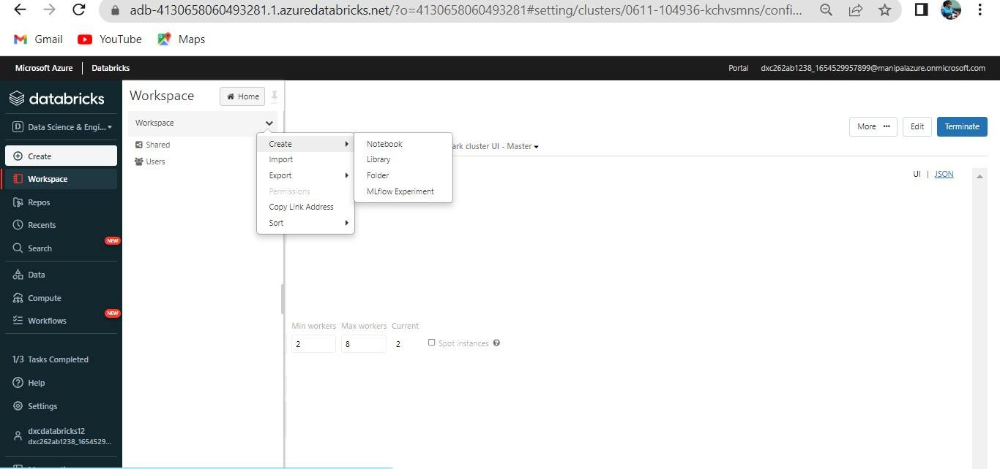 adb-4130658060493281.1.azuredatabricks.net/?o=4130658060493281#setting/clusters/0611-104936-kchvsmns/confi...
Gmail YouTube Maps
Microsoft Azure Databricks Portal dxc262ab1238_1654529957899@manipalazure.onmicrosoft.com
databricks
Data Science & Engi...
Create
Workspace
Repos
Recents
Search NEW
Data
Compute
Workflows NEW
1/3 Tasks Completed
Help
Settings
dxcdatabricks12
dxc262ab1238_1654529...
Workspace Home
Workspace
Shared
Users
Create
Import
Export
Permissions
Copy Link Address
Sort
Notebook
Library
Folder
MLflow Experiment
More ... Edit Terminate
ark cluster UI - Master
UI | JSON
Min workers Max workers Current
2 8 2 Spot instances ?